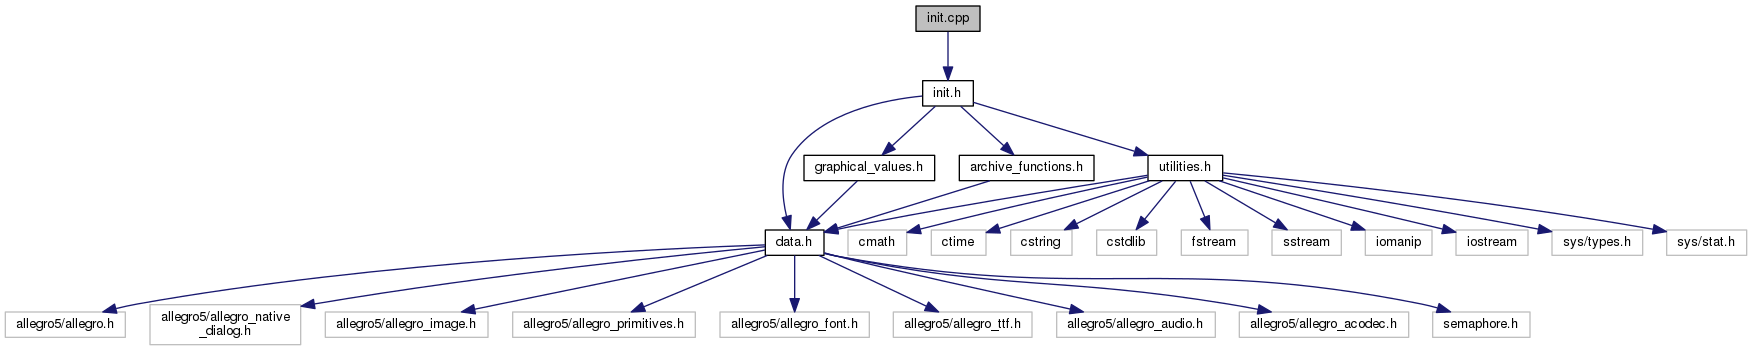 init.cpp
init.h
graphical_values.h
archive_functions.h
utilities.h
data.h
cmath
ctime
cstring
cstdlib
fstream
sstream
iomanip
iostream
sys/types.h
sys/stat.h
allegro5/allegro.h
allegro5/allegro_native
_dialog.h
allegro5/allegro_image.h
allegro5/allegro_primitives.h
allegro5/allegro_font.h
allegro5/allegro_ttf.h
allegro5/allegro_audio.h
allegro5/allegro_acodec.h
semaphore.h